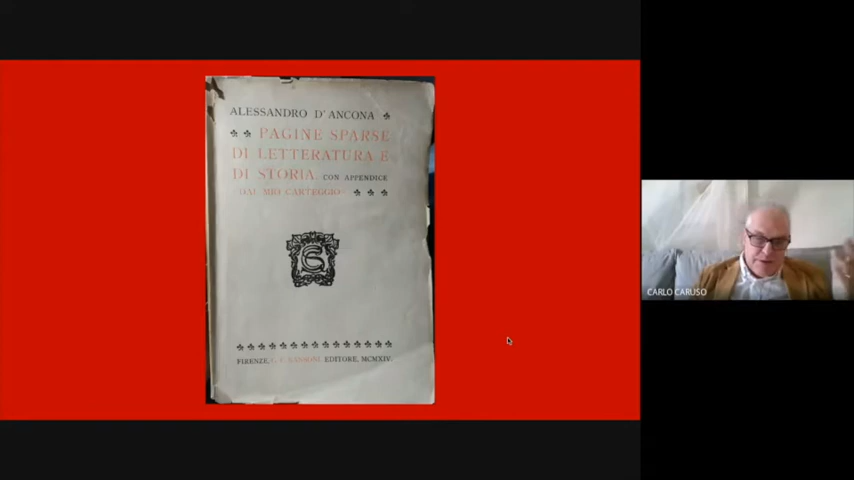 ALESSANDRO D'ANCONA
PAGINE SPARSE
DI LETTERATURA E
DI STORIA CON APPENDICE
DAL MIO CARTEGGIO
FIRENZE, G. C. SANSONI EDITORE, MCMXIV.
CARLO CARUSO